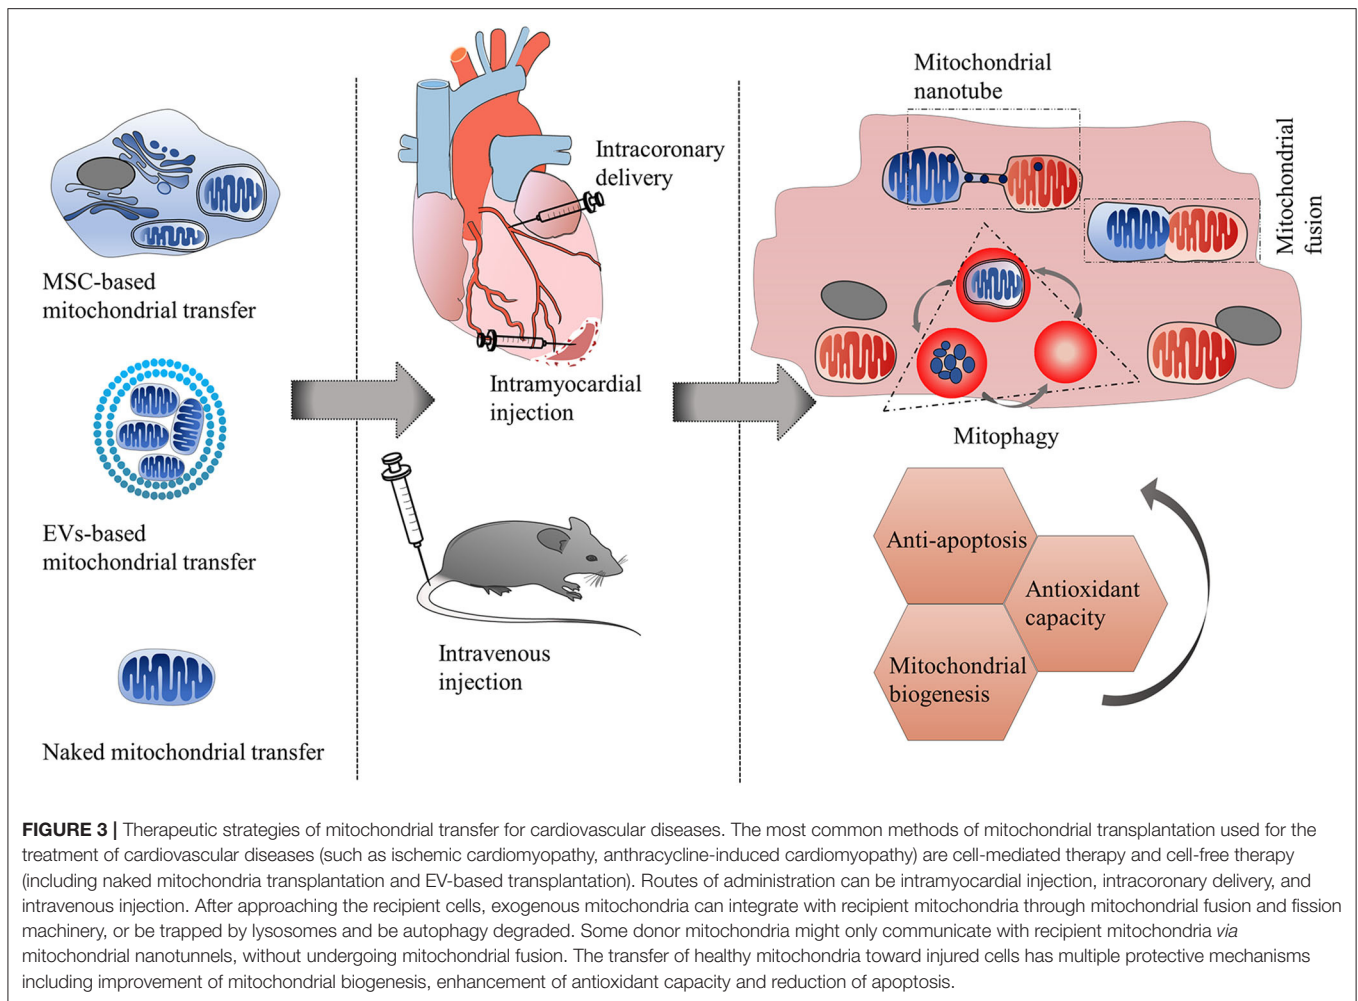 MSC-based
mitochondrial transfer
EVs-based
mitochondrial transfer
Naked mitochondrial transfer
Intracoronary
delivery
Intramyocardial
injection
Intravenous
injection
Mitochondrial
nanotube
Mitochondrial
fusion
Mitophagy
Anti-apoptosis
Antioxidant
capacity
Mitochondrial
biogenesis
FIGURE 3 | Therapeutic strategies of mitochondrial transfer for cardiovascular diseases. The most common methods of mitochondrial transplantation used for the
treatment of cardiovascular diseases (such as ischemic cardiomyopathy, anthracycline-induced cardiomyopathy) are cell-mediated therapy and cell-free therapy
(including naked mitochondria transplantation and EV-based transplantation). Routes of administration can be intramyocardial injection, intracoronary delivery, and
intravenous injection. After approaching the recipient cells, exogenous mitochondria can integrate with recipient mitochondria through mitochondrial fusion and fission
machinery, or be trapped by lysosomes and be autophagy degraded. Some donor mitochondria might only communicate with recipient mitochondria via
mitochondrial nanotunnels, without undergoing mitochondrial fusion. The transfer of healthy mitochondria toward injured cells has multiple protective mechanisms
including improvement of mitochondrial biogenesis, enhancement of antioxidant capacity and reduction of apoptosis.